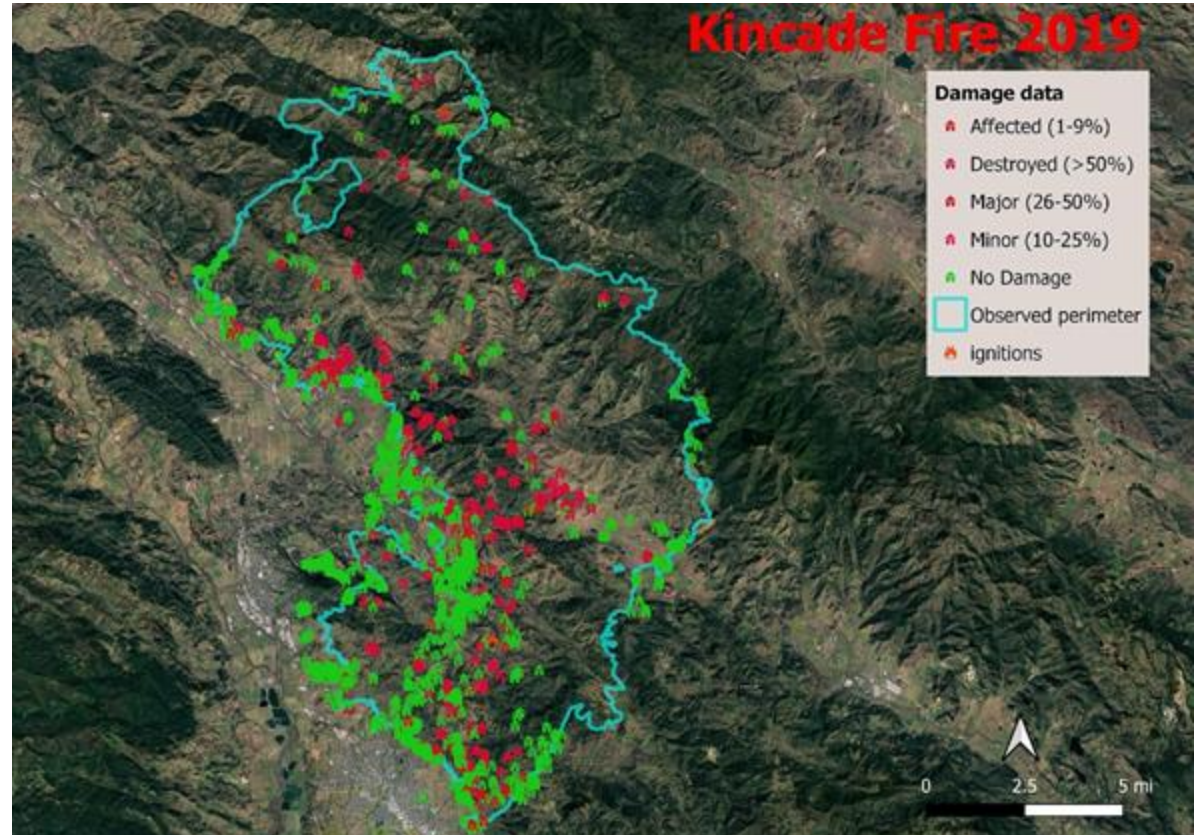 Kincade Fire 2019
Damage data
Affected (1-9%)
Destroyed (>50%)
Major (26-50%)
Minor (10-25%)
No Damage
Observed perimeter
ignitions
0 2.5 5 mi